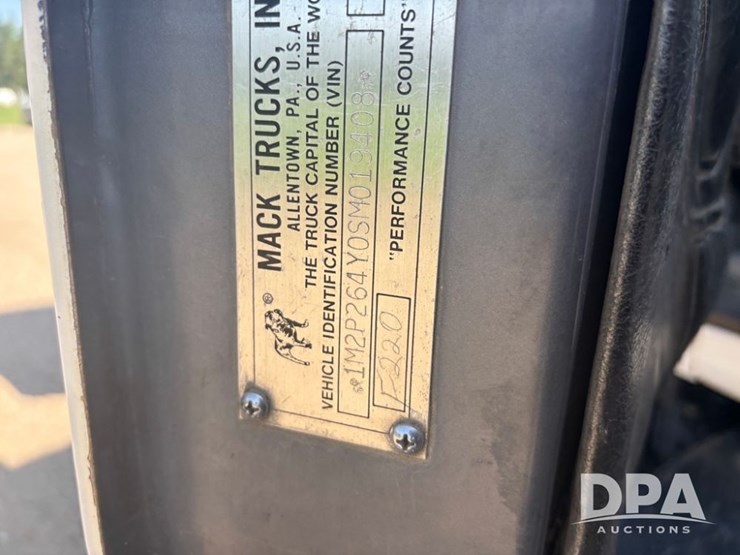 MACK TRUCKS, IN
ALLENTOWN, PA., U.S.A.
THE TRUCK CAPITAL OF THE WO
VEHICLE IDENTIFICATION NUMBER (VIN)
1M2P264Y0SM019408
"PERFORMANCE COUNTS"
F220
®
DPA
AUCTIONS